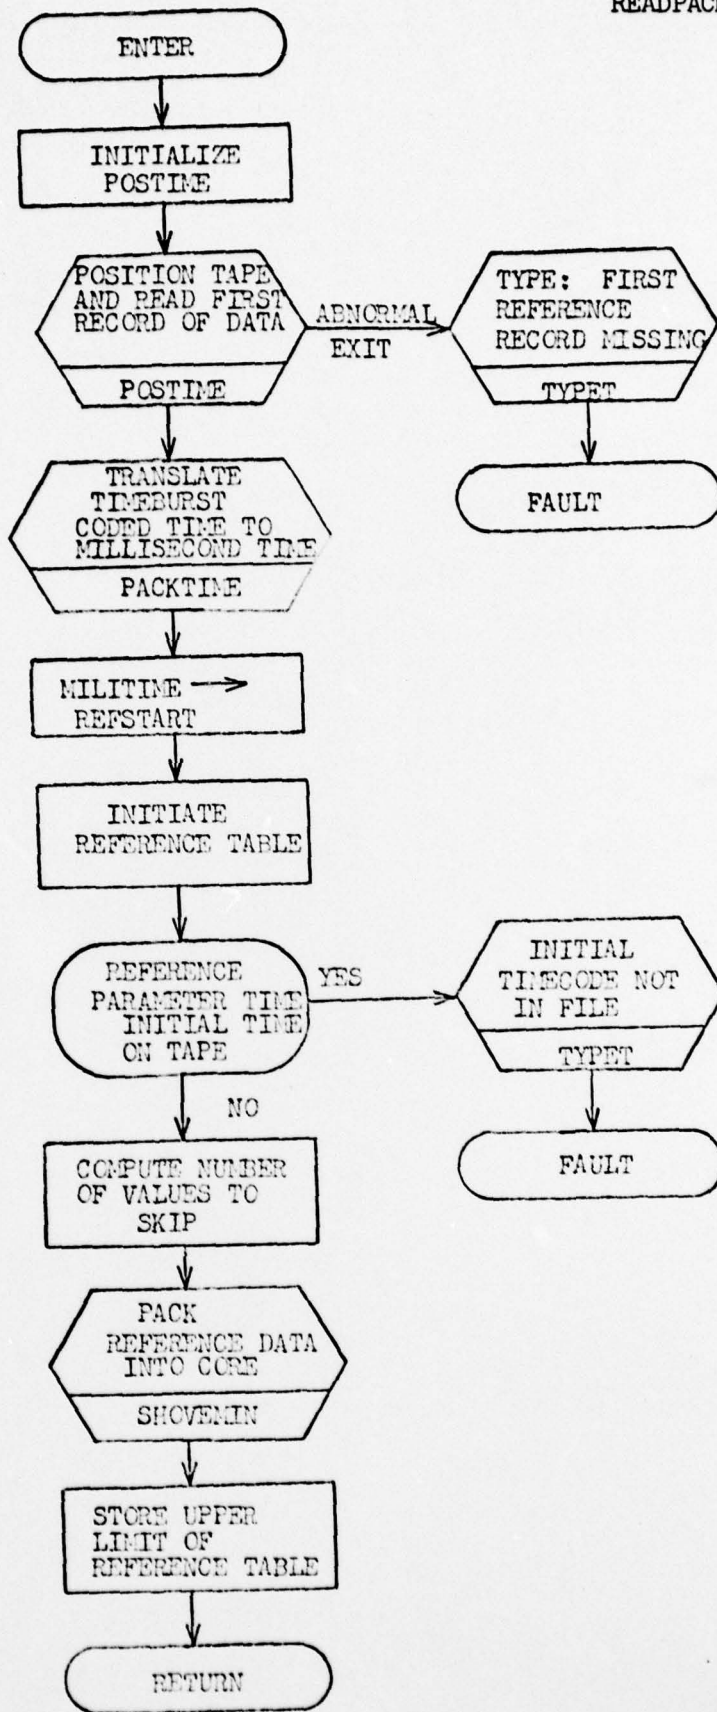 READPACK
ENTER
INITIALIZE
POSTIME
POSITION TAPE
AND READ FIRST
RECORD OF DATA
POSTIME
ABNORMAL
EXIT
TYPE: FIRST
REFERENCE
RECORD MISSING
TYPET
FAULT
TRANSLATE
TIMEBURST
CODED TIME TO
MILLISECOND TIME
PACKTIME
MILITIME →
REFSTART
INITIATE
REFERENCE TABLE
REFERENCE
PARAMETER TIME
INITIAL TIME
ON TAPE
YES
INITIAL
TIMECODE NOT
IN FILE
TYPET
FAULT
NO
COMPUTE NUMBER
OF VALUES TO
SKIP
PACK
REFERENCE DATA
INTO CORE
SHOVEMIN
STORE UPPER
LIMIT OF
REFERENCE TABLE
RETURN